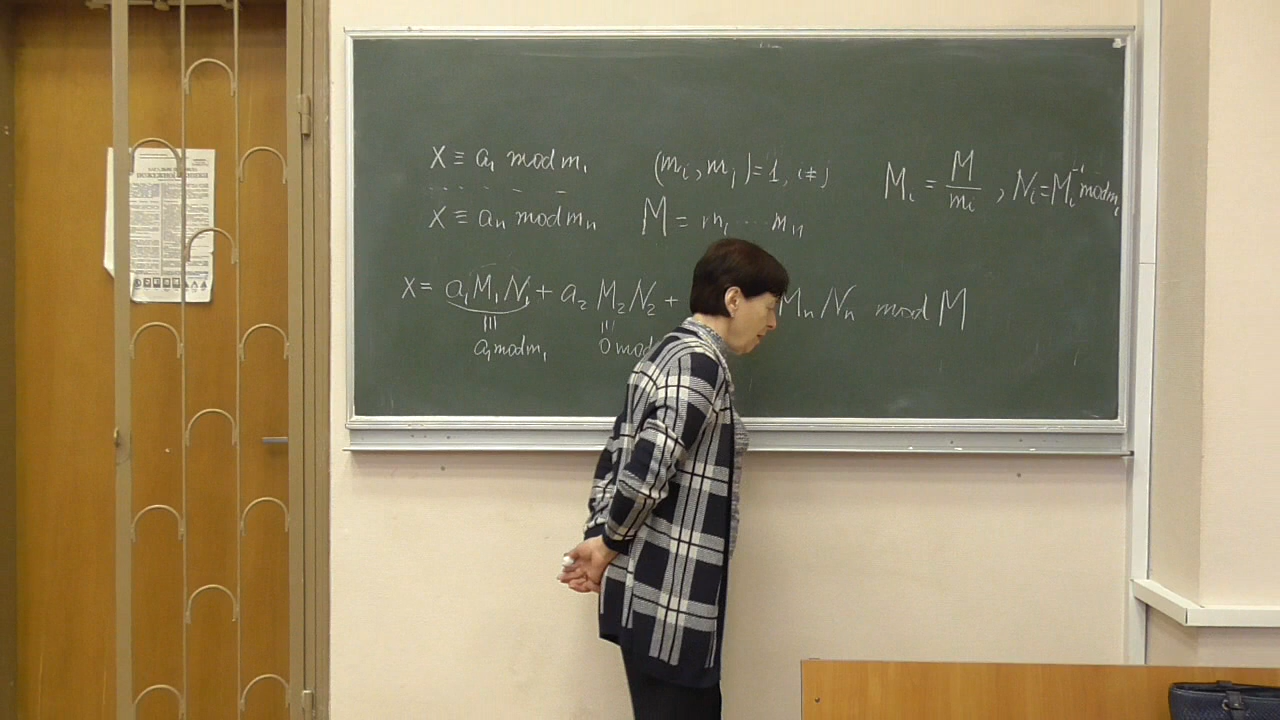 x ≡ a₁ mod m₁
(mᵢ, mⱼ) = 1, i≠j
. . . . .
x ≡ aₙ mod mₙ
M = m₁ ... mₙ
Mᵢ = M/mᵢ , Nᵢ = Mᵢ⁻¹ mod mᵢ
x = a₁M₁N₁ + a₂ M₂N₂ + Mₙ Nₙ mod M
≡ ≡
a₁ mod m₁ 0 mod